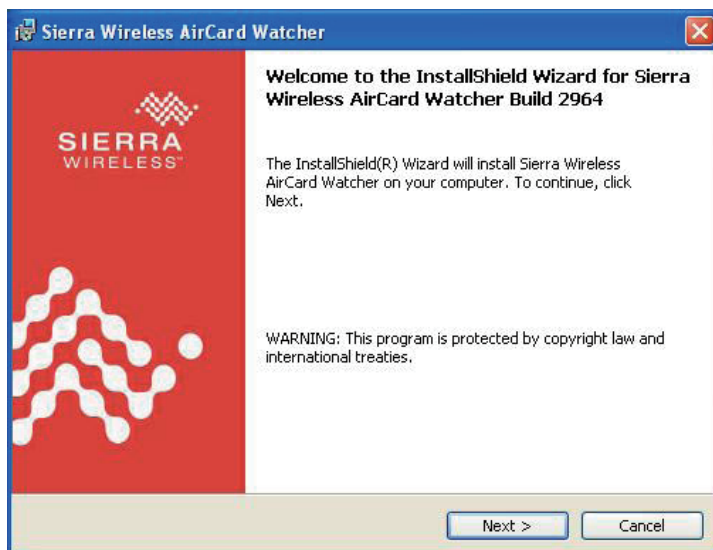 Sierra Wireless AirCard Watcher
SIERRA
WIRELESS™
Welcome to the InstallShield Wizard for Sierra
Wireless AirCard Watcher Build 2964
The InstallShield(R) Wizard will install Sierra Wireless
AirCard Watcher on your computer. To continue, click
Next.
WARNING: This program is protected by copyright law and
international treaties.
Next >
Cancel